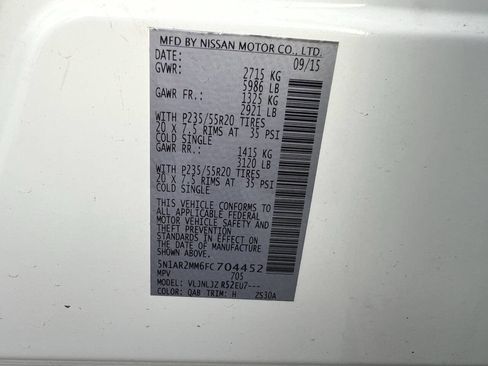 MFD BY NISSAN MOTOR CO., LTD.
DATE: 09/15
GVWR: 2715 KG
5986 LB
GAWR FR.: 1325 KG
2921 LB
WITH P235/55R20 TIRES
20 X 7.5 RIMS AT 35 PSI
COLD SINGLE
GAWR RR.: 1415 KG
3120 LB
WITH P235/55R20 TIRES
20 X 7.5 RIMS AT 35 PSI
COLD SINGLE
THIS VEHICLE CONFORMS TO
ALL APPLICABLE FEDERAL
MOTOR VEHICLE SAFETY AND
THEFT PREVENTION
STANDARDS IN EFFECT ON
THE DATE OF MANUFACTURE
SHOWN ABOVE.
5N1AR2MM6FC704452
MPV 705
MODEL: VLJNLJZ R52EU7---
COLOR: QAB TRIM: H 2S30A